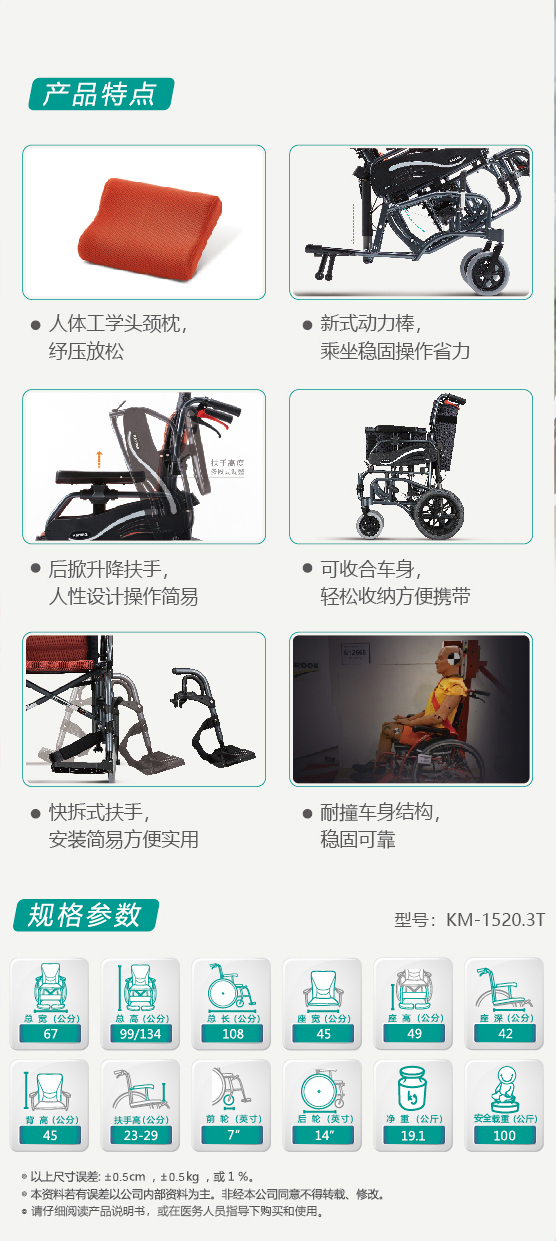 产品特点
人体工学头颈枕，
纾压放松
新式动力棒，
乘坐稳固操作省力
扶手高度
多段式调整
后掀升降扶手，
人性设计操作简易
可收合车身，
轻松收纳方便携带
快拆式扶手，
安装简易方便实用
耐撞车身结构，
稳固可靠
规格参数
型号：KM-1520.3T
总宽(公分)
67
总高(公分)
99/134
总长(公分)
108
座宽(公分)
45
座高(公分)
49
座深(公分)
42
背高(公分)
45
扶手高(公分)
23-29
前轮(英寸)
7”
后轮(英寸)
14”
kg
净重(公斤)
19.1
安全载重(公斤)
100
※以上尺寸误差: ±0.5cm ，±0.5kg ，或 1 %。
※本资料若有误差以公司内部资料为主。非经本公司同意不得转载、修改。
※请仔细阅读产品说明书，或在医务人员指导下购买和使用。